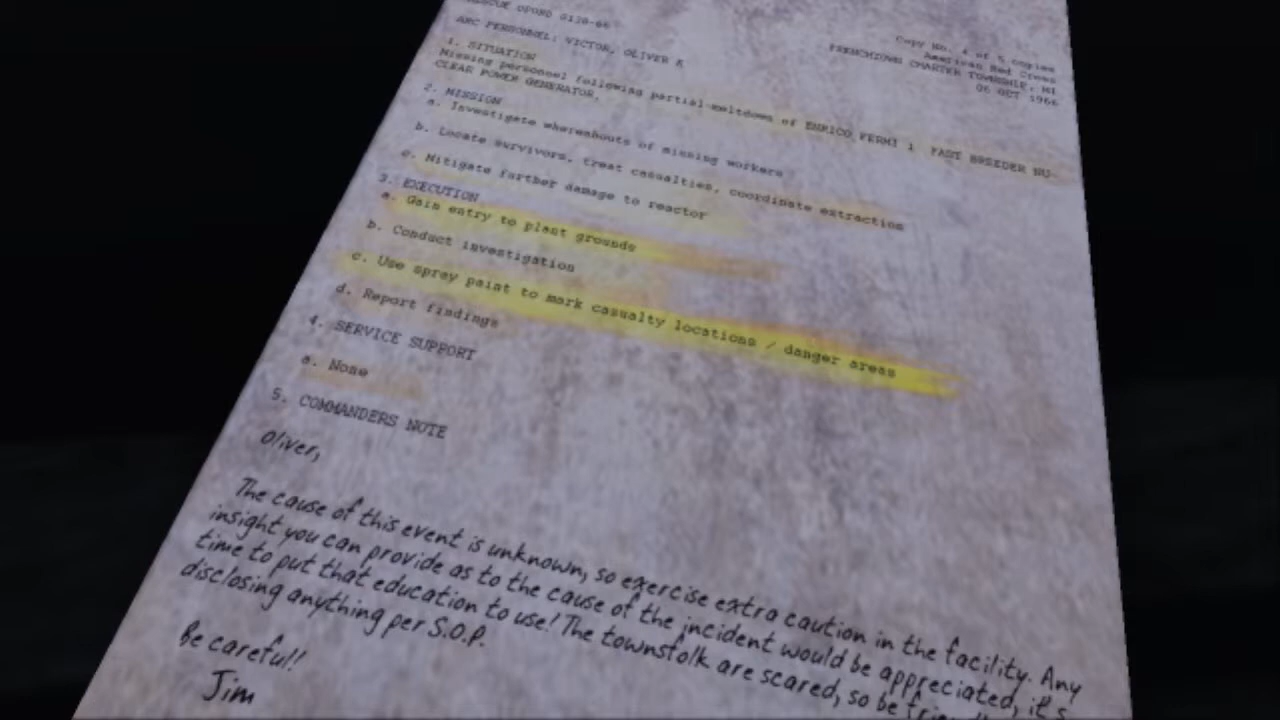 RESCUE OPORD 0130-66
Copy No. 4 of 5 copies
American Red Cross
FRENCHTOWN CHARTER TOWNSHIP, MI
06 OCT 1966
ARC PERSONNEL: VICTOR, OLIVER K
1. SITUATION
Missing personnel following partial-meltdown of ENRICO FERMI 1 FAST BREEDER NU-
CLEAR POWER GENERATOR.
2. MISSION
a. Investigate whereabouts of missing workers
b. Locate survivors, treat casualties, coordinate extraction
c. Mitigate further damage to reactor
3. EXECUTION
a. Gain entry to plant grounds
b. Conduct investigation
c. Use spray paint to mark casualty locations / danger areas
d. Report findings
4. SERVICE SUPPORT
a. None
5. COMMANDERS NOTE
Oliver,
The cause of this event is unknown, so exercise extra caution in the facility. Any
insight you can provide as to the cause of the incident would be appreciated, it's
time to put that education to use! The townsfolk are scared, so be
disclosing anything per S.O.P.
Be careful!
Jim